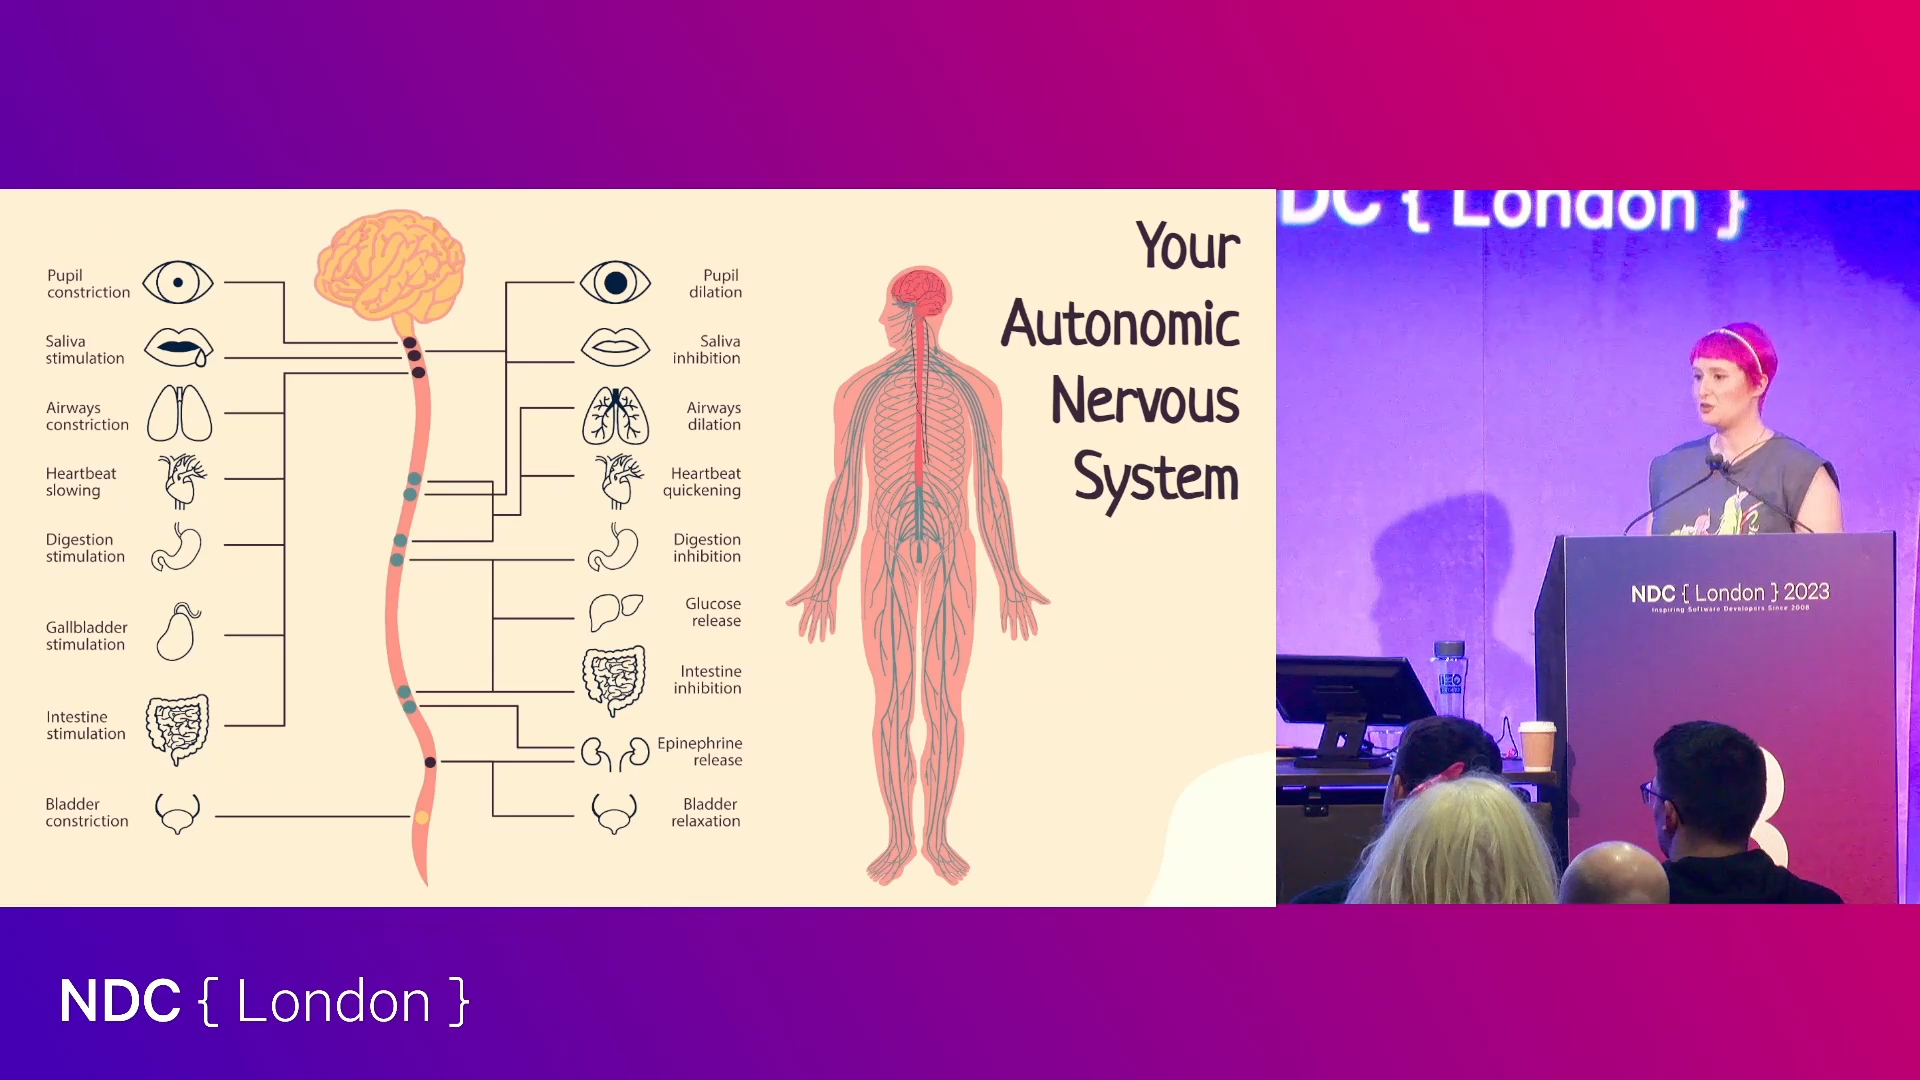 Your
Autonomic
Nervous
System
Pupil
constriction
Saliva
stimulation
Airways
constriction
Heartbeat
slowing
Digestion
stimulation
Gallbladder
stimulation
Intestine
stimulation
Bladder
constriction
Pupil
dilation
Saliva
inhibition
Airways
dilation
Heartbeat
quickening
Digestion
inhibition
Glucose
release
Intestine
inhibition
Epinephrine
release
Bladder
relaxation
DC { London }
NDC { London } 2023
Inspiring Software Developers Since 2008
NDC { London }